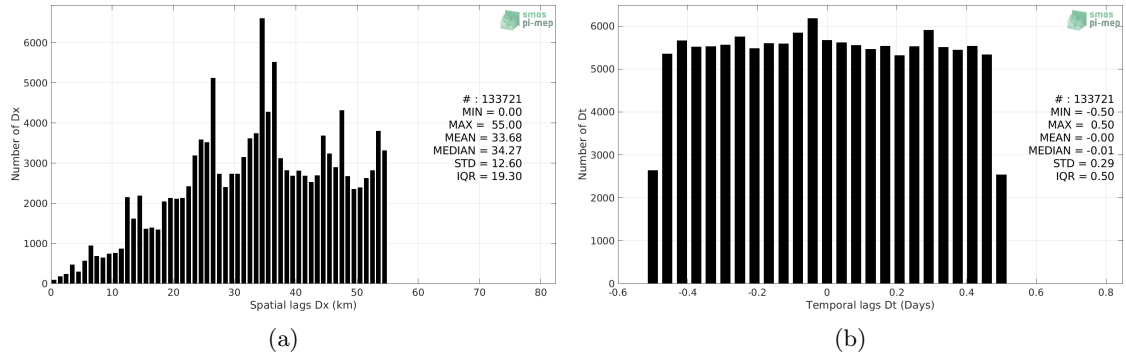 smos
pi-mep
6000
5000
4000
3000
2000
1000
0
Number of Dx
# : 133721
MIN = 0.00
MAX = 55.00
MEAN = 33.68
MEDIAN = 34.27
STD = 12.60
IQR = 19.30
0 10 20 30 40 50 60 70 80
Spatial lags Dx (km)
(a)
smos
pi-mep
6000
5000
4000
3000
2000
1000
0
Number of Dt
# : 133721
MIN = -0.50
MAX = 0.50
MEAN = -0.00
MEDIAN = -0.01
STD = 0.29
IQR = 0.50
-0.6 -0.4 -0.2 0 0.2 0.4 0.6 0.8
Temporal lags Dt (Days)
(b)